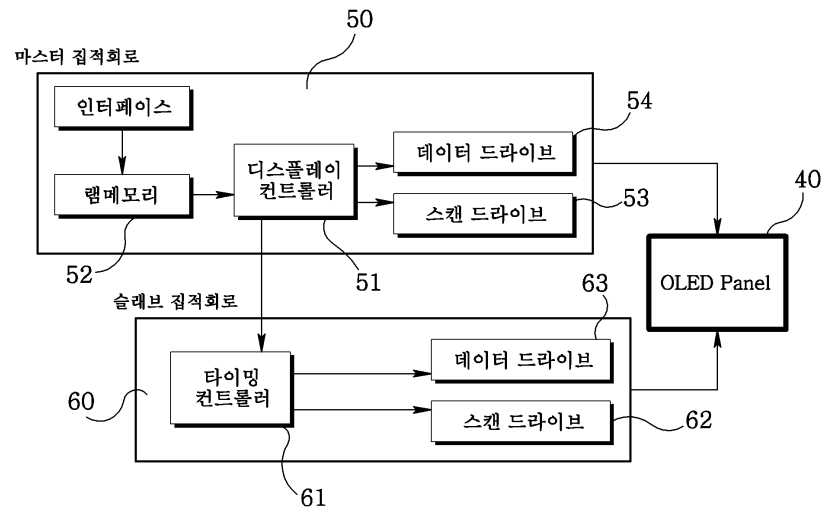 50
마스터 집적회로
인터페이스
54
데이터 드라이브
디스플레이
컨트롤러
램메모리
스캔 드라이브
53
40
52
51
OLED Panel
슬래브 집적회로
63
데이터 드라이브
타이밍
컨트롤러
60
스캔 드라이브
62
61